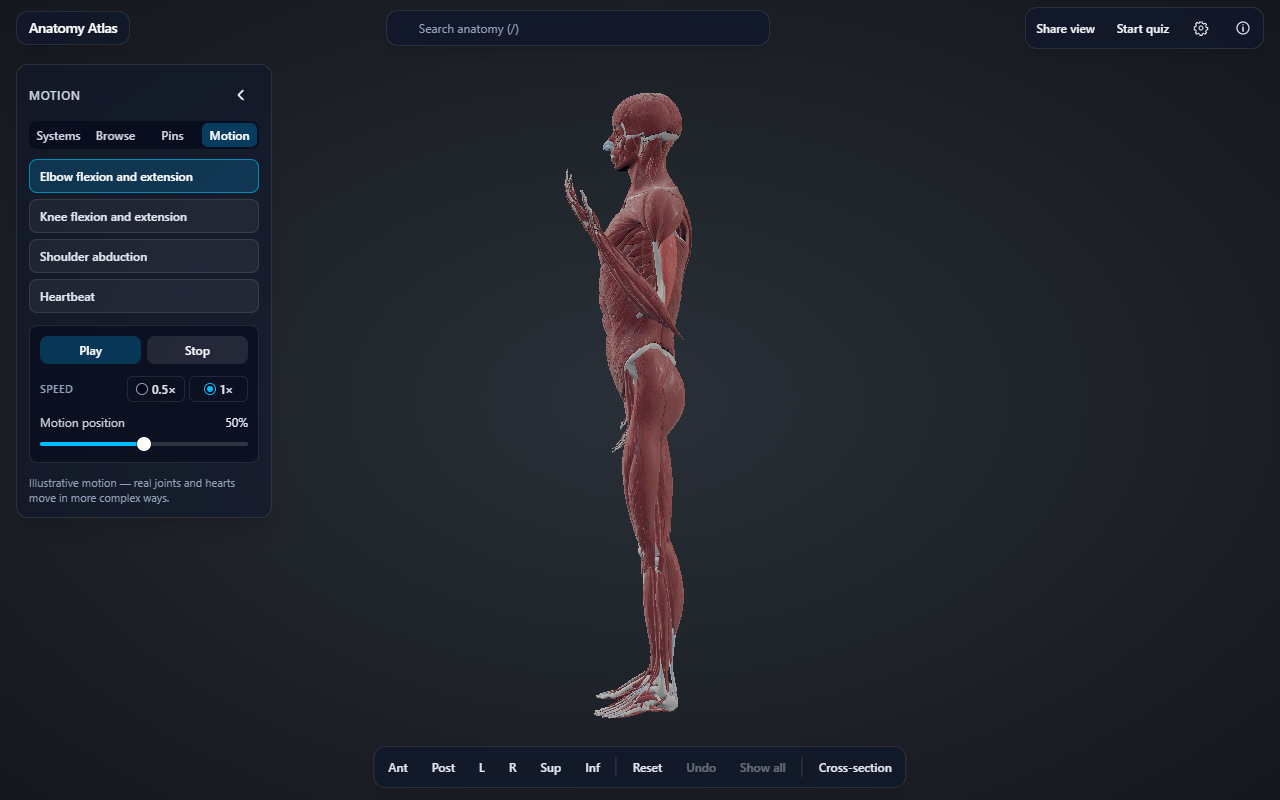 Anatomy Atlas
Search anatomy (/)
Share view
Start quiz
MOTION
Systems
Browse
Pins
Motion
Elbow flexion and extension
Knee flexion and extension
Shoulder abduction
Heartbeat
Play
Stop
SPEED
0.5×
1×
Motion position
50%
Illustrative motion — real joints and hearts
move in more complex ways.
Ant
Post
L
R
Sup
Inf
Reset
Undo
Show all
Cross-section